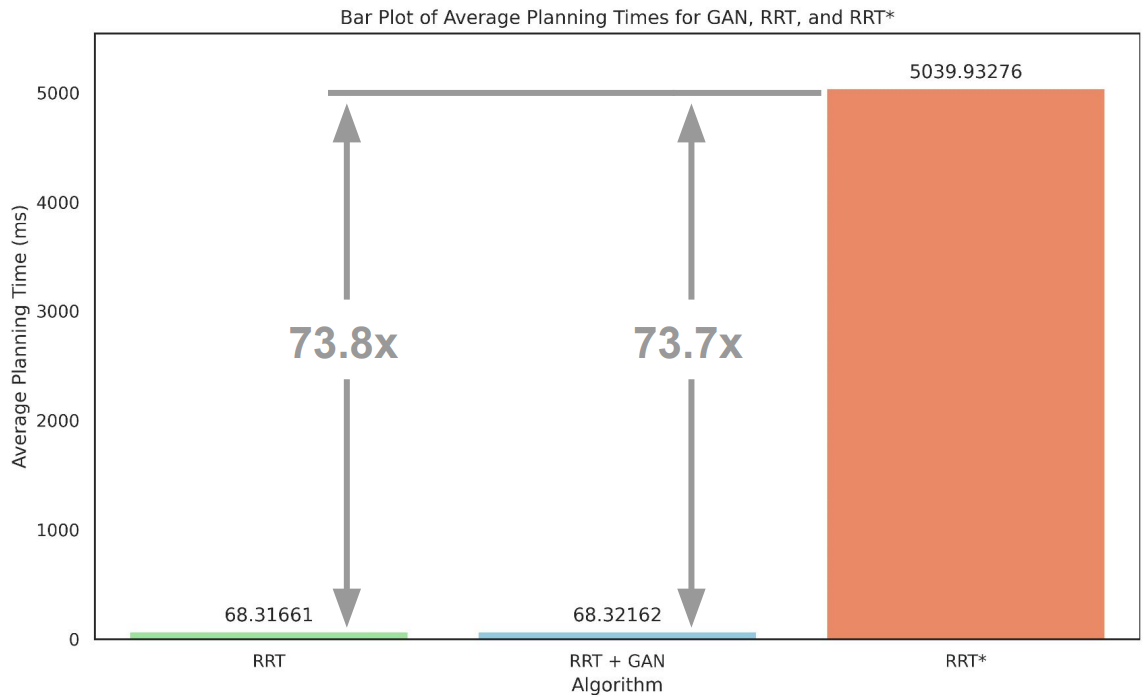 Bar Plot of Average Planning Times for GAN, RRT, and RRT*
Average Planning Time (ms)
5000
4000
3000
2000
1000
0
5039.93276
73.8x
73.7x
68.31661
68.32162
RRT
RRT + GAN
RRT*
Algorithm